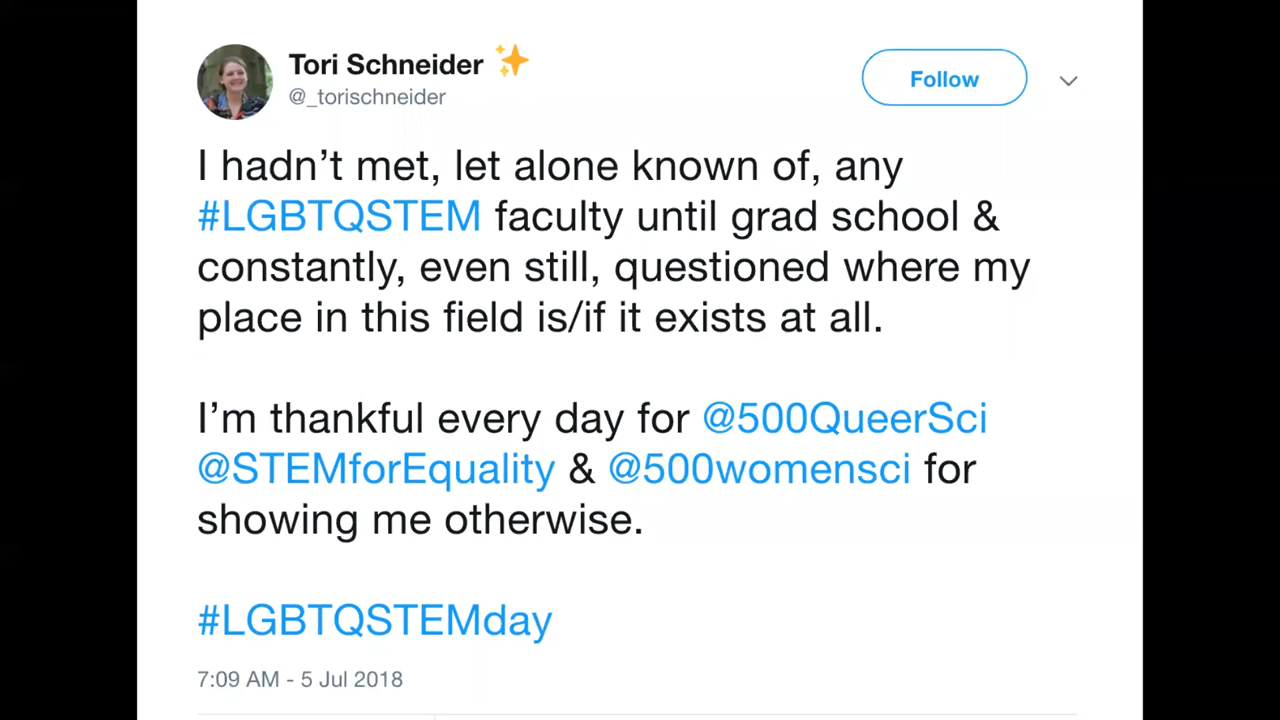 Tori Schneider ✨
@_torischneider
Follow
I hadn’t met, let alone known of, any
#LGBTQSTEM faculty until grad school &
constantly, even still, questioned where my
place in this field is/if it exists at all.
I’m thankful every day for @500QueerSci
@STEMforEquality & @500womensci for
showing me otherwise.
#LGBTQSTEMday
7:09 AM - 5 Jul 2018